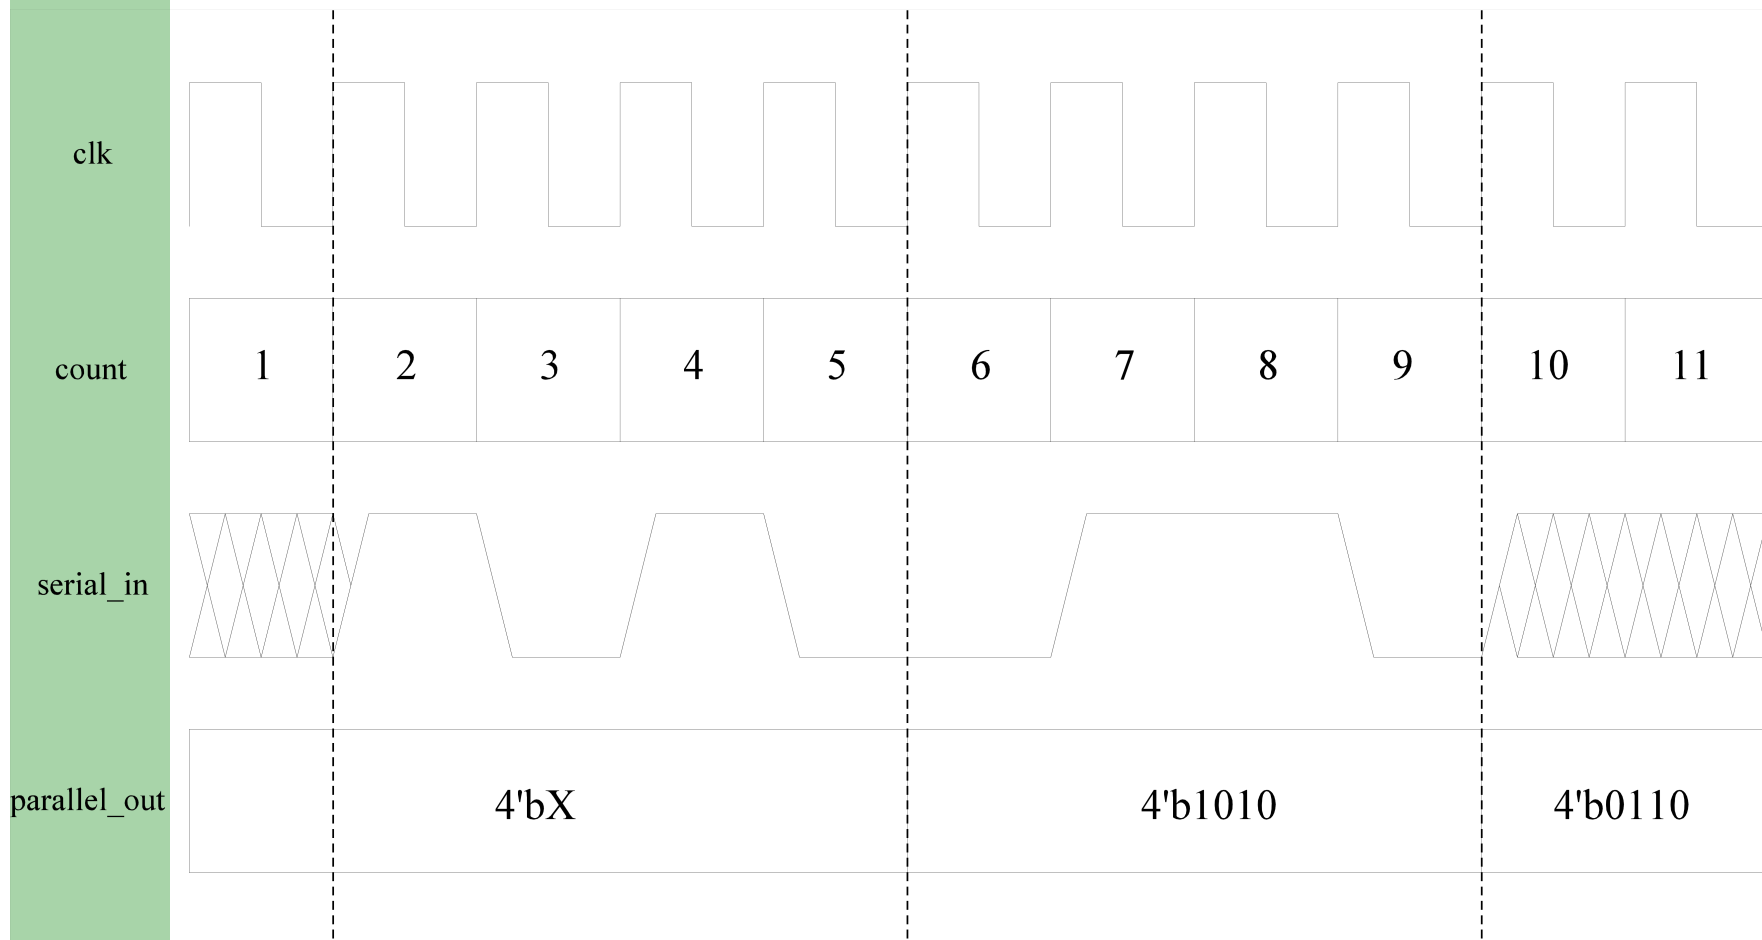 clk
count
1 2 3 4 5 6 7 8 9 10 11
serial_in
parallel_out
4'bX 4'b1010 4'b0110